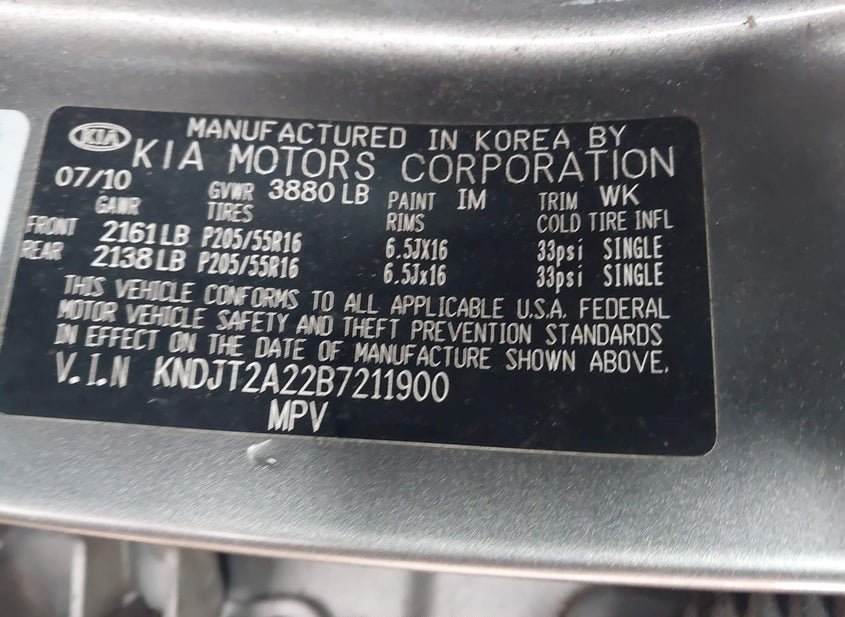 KIA MANUFACTURED IN KOREA BY
KIA MOTORS CORPORATION
07/10 GVWR 3880 LB PAINT IM TRIM WK
GAWR TIRES RIMS COLD TIRE INFL
FRONT 2161 LB P205/55R16 6.5JX16 33psi SINGLE
REAR 2138 LB P205/55R16 6.5Jx16 33psi SINGLE
THIS VEHICLE CONFORMS TO ALL APPLICABLE U.S.A. FEDERAL
MOTOR VEHICLE SAFETY AND THEFT PREVENTION STANDARDS
IN EFFECT ON THE DATE OF MANUFACTURE SHOWN ABOVE.
V.I.N KNDJT2A22B7211900
MPV